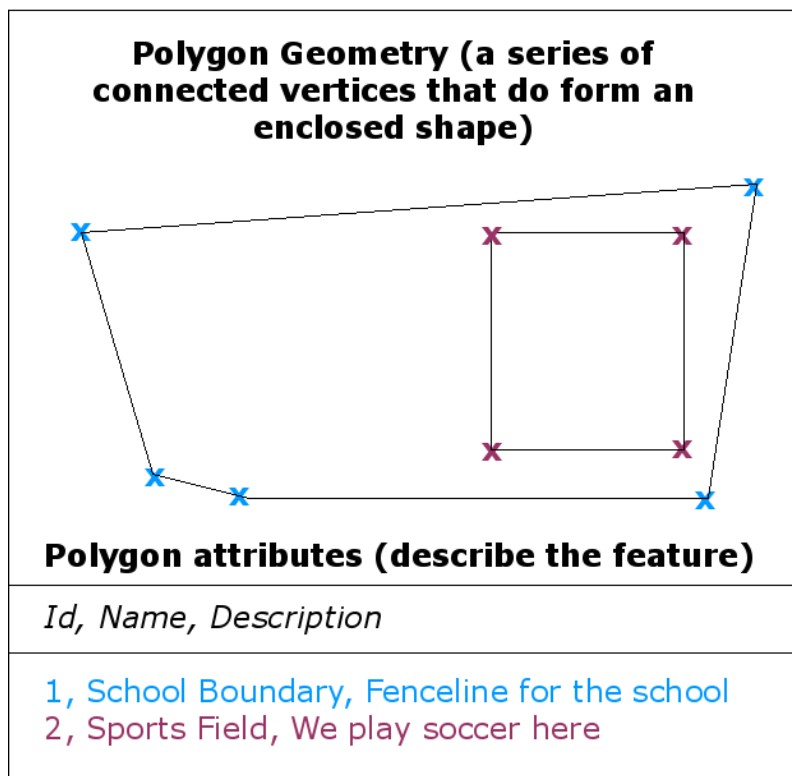 Polygon Geometry (a series of
connected vertices that do form an
enclosed shape)
x
x
x
x
x
x
x
x
x
Polygon attributes (describe the feature)
Id, Name, Description
1, School Boundary, Fenceline for the school
2, Sports Field, We play soccer here